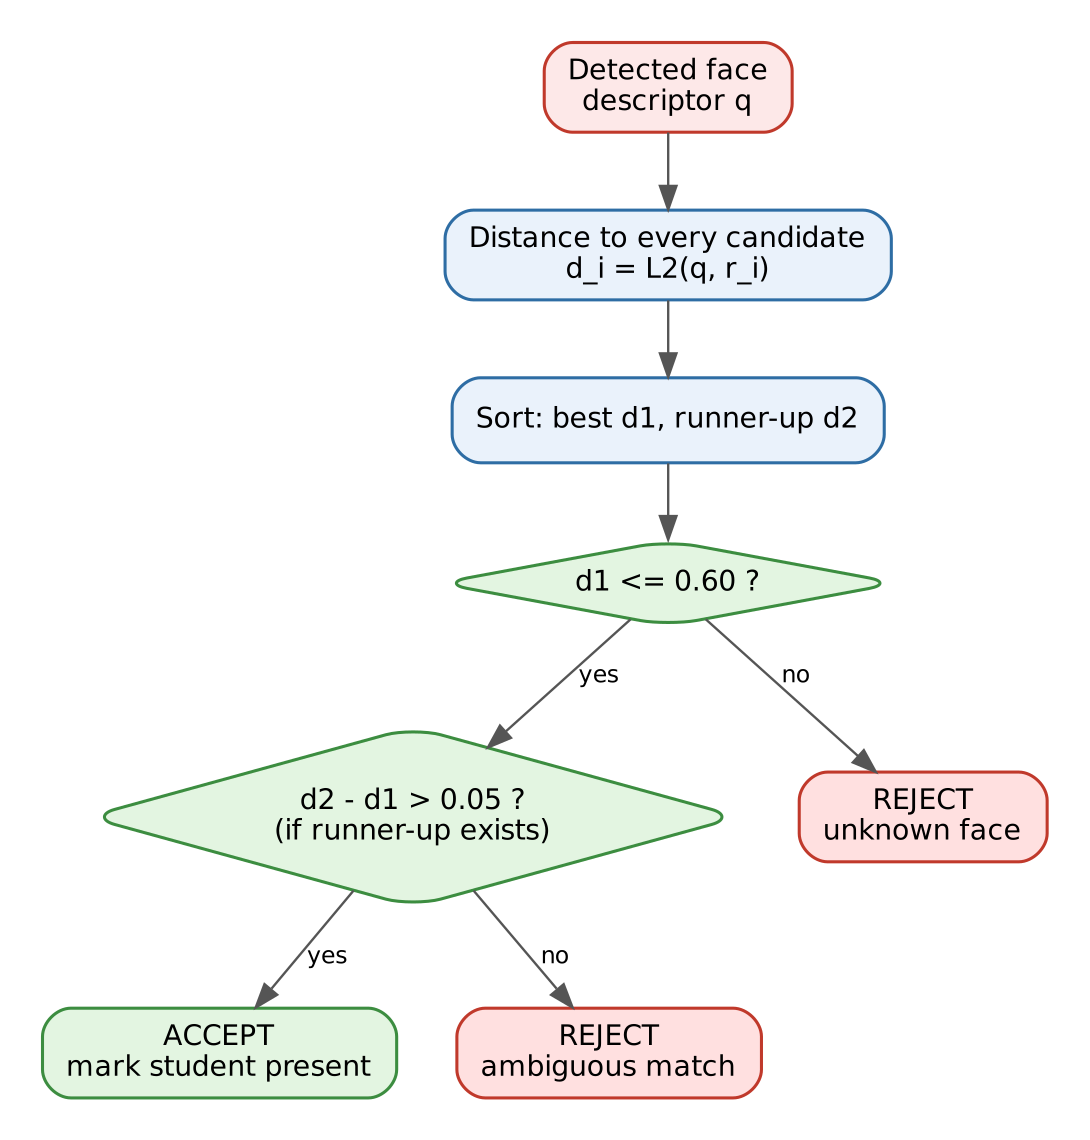 Detected face
descriptor q
Distance to every candidate
d_i = L2(q, r_i)
Sort: best d1, runner-up d2
d1 <= 0.60 ?
yes
no
d2 - d1 > 0.05 ?
(if runner-up exists)
REJECT
unknown face
yes
no
ACCEPT
mark student present
REJECT
ambiguous match